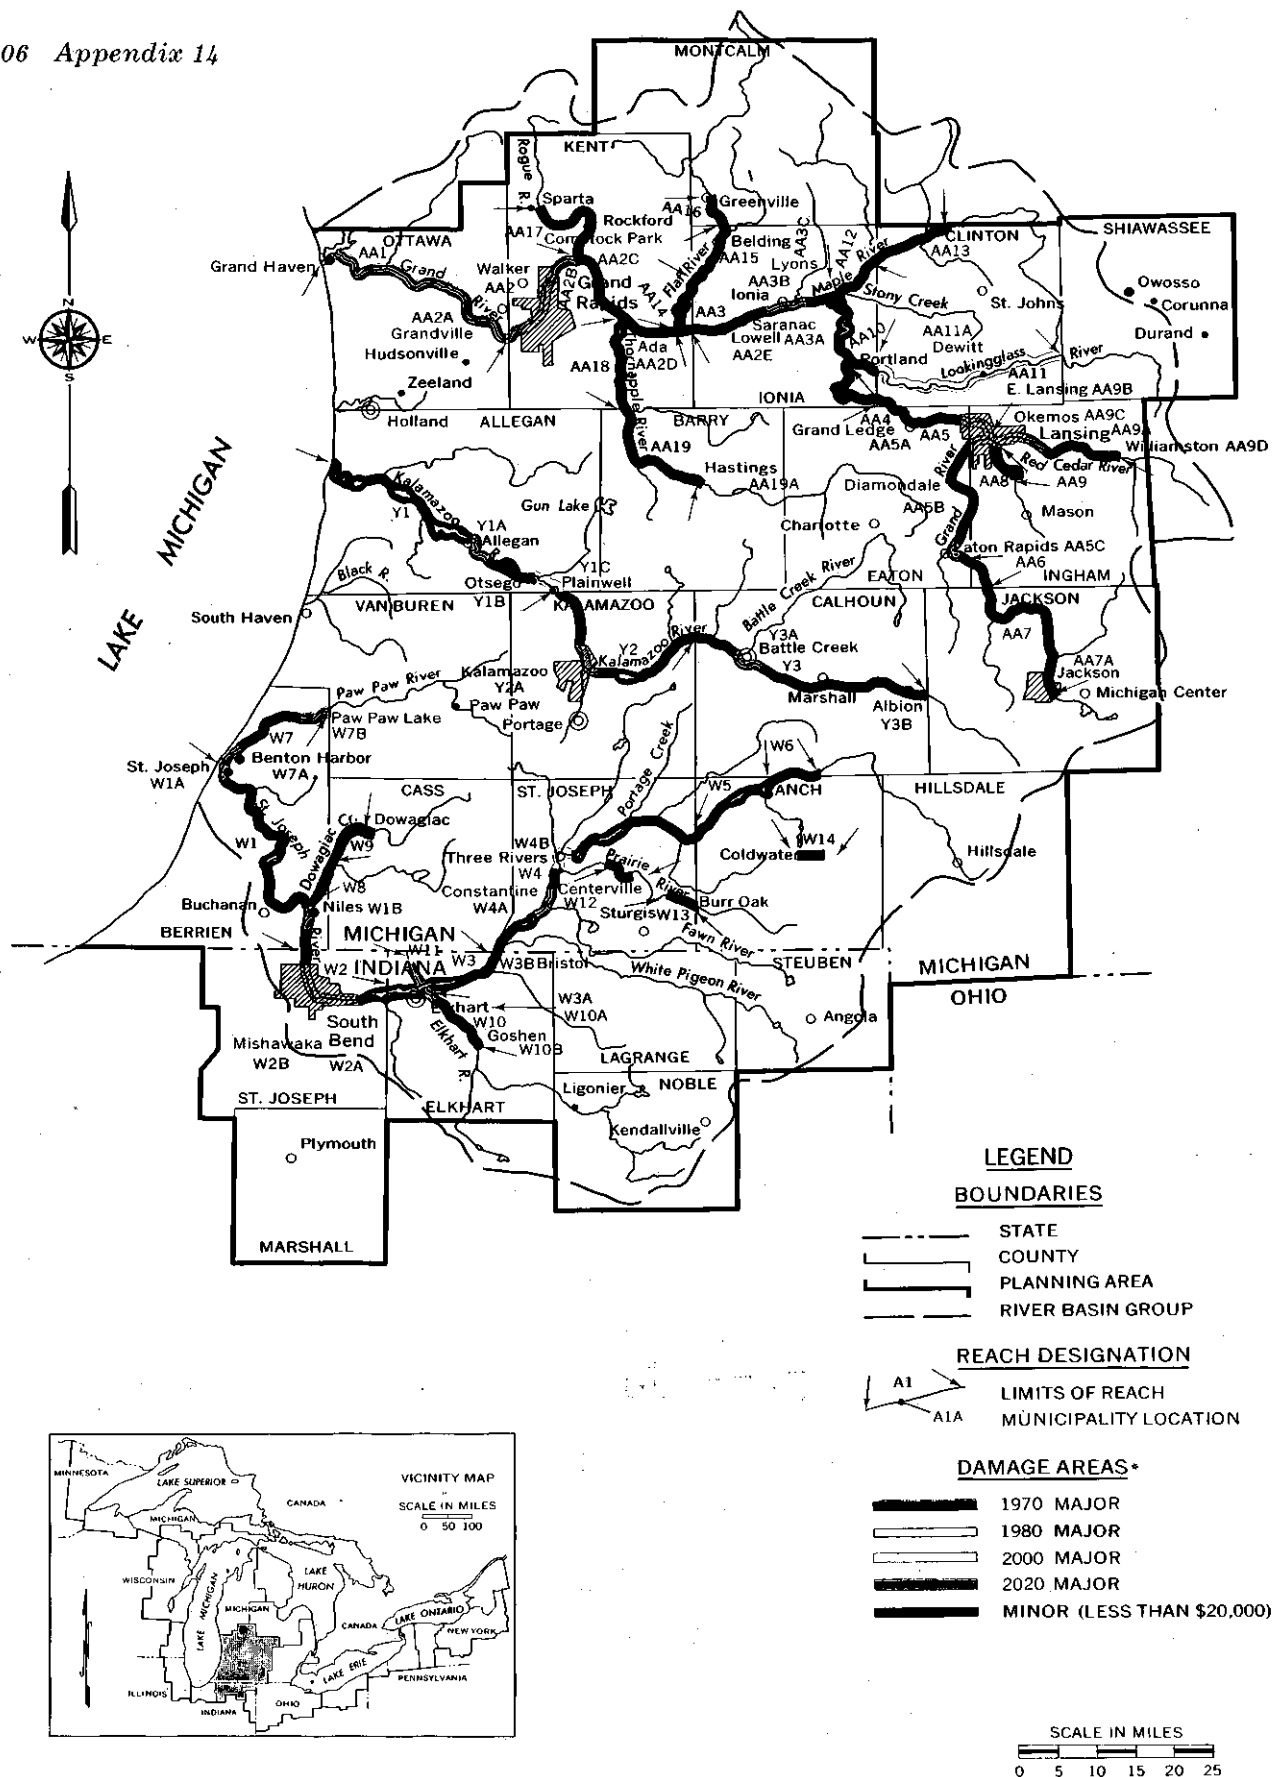 06 Appendix 14
MONTCALM
KENT
Rogue R.
Sparta
AA17
Rockford
Comstock Park
AA2C
AA16
Greenville
Belding
AA15
Flat River
AA14
AA3C
AA12
Maple River
CLINTON
AA13
SHIAWASSEE
Owosso
Corunna
Durand
OTTAWA
AA1
Grand Haven
Grand River
Walker
AA2
AA2B
Grand Rapids
AA2A
Grandville
Hudsonville
Zeeland
Holland
Lyons
AA3B
Ionia
AA3
Saranac
Lowell AA3A
AA2E
Ada
AA2D
AA18
Thornapple River
Stony Creek
St. Johns
AA10
AA11A
Dewitt
Portland
Lookingglass River
AA11
E. Lansing AA9B
IONIA
ALLEGAN
BARRY
AA4
Grand Ledge
AA5A
AA5
Okemos AA9C
Lansing AA9A
Williamston AA9D
Red Cedar River
AA8
AA9
AA19
Hastings
AA19A
Diamondale
AA5B
Grand River
Mason
Charlotte
Eaton Rapids AA5C
AA6
EATON
INGHAM
N
W E
S
LAKE MICHIGAN
Kalamazoo R.
Y1
Y1A
Allegan
Gun Lake
Otsego
Y1B
Y1C
Plainwell
Black R.
VAN BUREN
KALAMAZOO
South Haven
Battle Creek River
CALHOUN
JACKSON
AA7
AA7A
Jackson
Michigan Center
Y2
Kalamazoo River
Y3A
Battle Creek
Y3
Marshall
Albion
Y3B
Kalamazoo
Y2A
Paw Paw River
Paw Paw
Portage
Paw Paw Lake
W7B
W7
Benton Harbor
W7A
St. Joseph
W1A
CASS
ST. JOSEPH
Portage Creek
W6
W5
BRANCH
HILLSDALE
W14
Coldwater
Hillsdale
St. Joseph River
W1
Dowagiac Cr.
Dowagiac
W9
W8
W4B
Three Rivers
W4
Constantine
W4A
Prairie River
Centerville
W12
Burr Oak
Sturgis W13
Fawn River
White Pigeon River
Buchanan
Niles W1B
BERRIEN
MICHIGAN
INDIANA
W11
W2
W3
W3B Bristol
STEUBEN
MICHIGAN
OHIO
Angola
Elkhart
W3A
W10A
W10
Goshen
W10B
Elkhart R.
South Bend
W2A
Mishawaka
W2B
LAGRANGE
Ligonier
NOBLE
Kendallville
ST. JOSEPH
ELKHART
Plymouth
MARSHALL
LEGEND
BOUNDARIES
STATE
COUNTY
PLANNING AREA
RIVER BASIN GROUP
REACH DESIGNATION
A1
LIMITS OF REACH
A1A
MUNICIPALITY LOCATION
DAMAGE AREAS*
1970 MAJOR
1980 MAJOR
2000 MAJOR
2020 MAJOR
MINOR (LESS THAN $20,000)
VICINITY MAP
SCALE IN MILES
0 50 100
MINNESOTA
LAKE SUPERIOR
CANADA
MICHIGAN
WISCONSIN
LAKE MICHIGAN
LAKE HURON
MICHIGAN
CANADA
LAKE ONTARIO
NEW YORK
LAKE ERIE
PENNSYLVANIA
ILLINOIS
INDIANA
OHIO
SCALE IN MILES
0 5 10 15 20 25